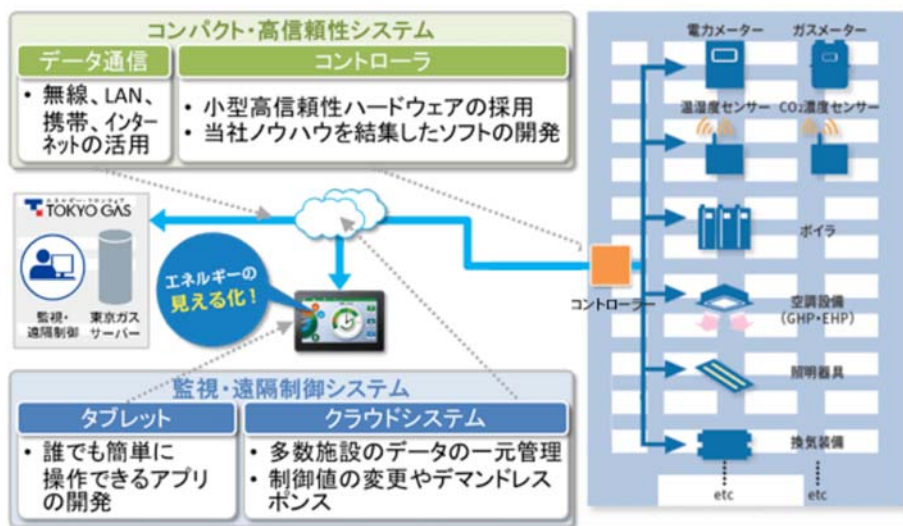 コンパクト・高信頼性システム
データ通信
• 無線、LAN、
携帯、インター
ネットの活用
コントローラ
• 小型高信頼性ハードウェアの採用
• 当社ノウハウを結集したソフトの開発
電力メーター
ガスメーター
温湿度センサー
CO₂濃度センサー
ボイラ
空調設備
(GHP・EHP)
照明器具
換気装備
etc
etc
コントローラー
TOKYO GAS
監視・
遠隔制御
東京ガス
サーバー
エネルギーの
見える化！
監視・遠隔制御システム
タブレット
• 誰でも簡単に
操作できるアプリ
の開発
クラウドシステム
• 多数施設のデータの一元管理
• 制御値の変更やデマンドレス
ポンス